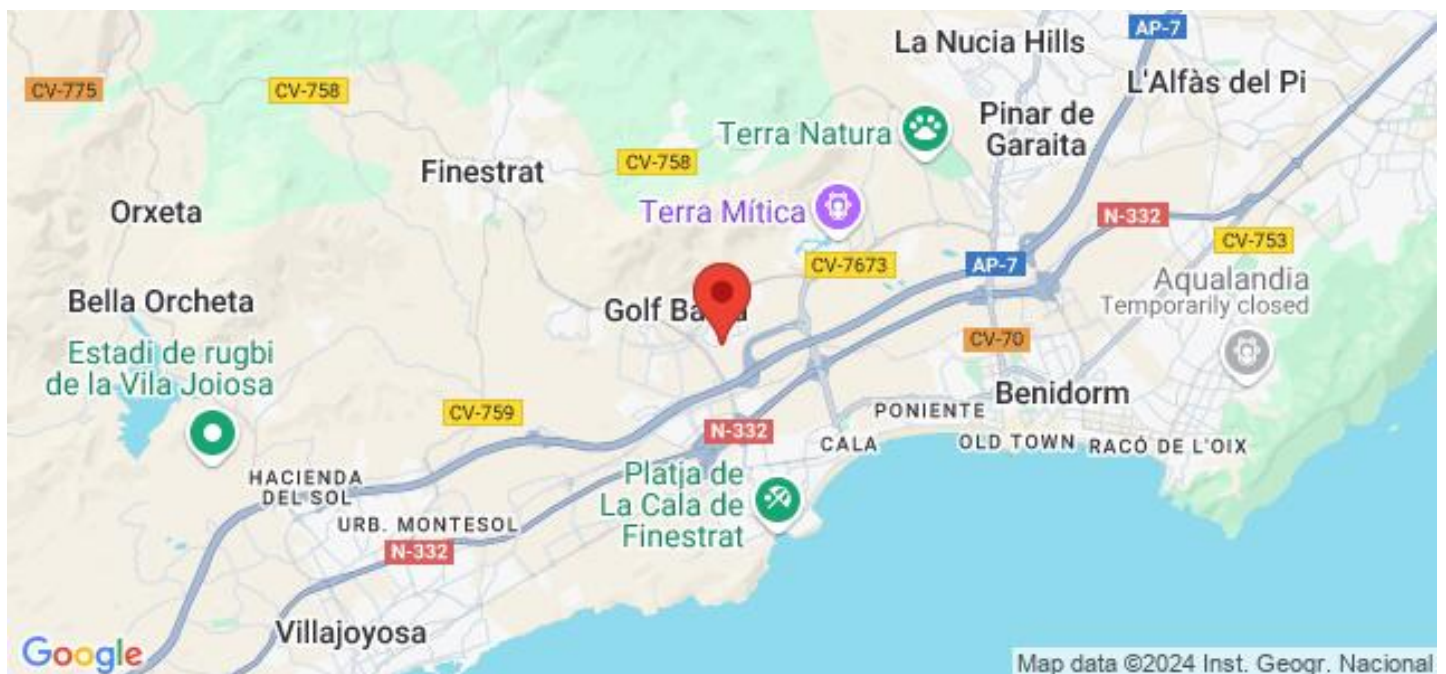 AP-7
La Nucia Hills
L'Alfàs del Pi
CV-775
CV-758
Pinar de
Garaita
Terra Natura
CV-758
Finestrat
Orxeta
Terra Mítica
N-332
CV-753
CV-7673
AP-7
Aqualandia
Temporarily closed
Bella Orcheta
Golf
Estadi de rugbi
de la Vila Joiosa
CV-70
Benidorm
CV-759
PONIENTE
N-332
CALA
OLD TOWN
RACÓ DE L'OIX
HACIENDA
DEL SOL
Platja de
La Cala de
Finestrat
URB. MONTESOL
N-332
Villajoyosa
Google
Map data ©2024 Inst. Geogr. Nacional